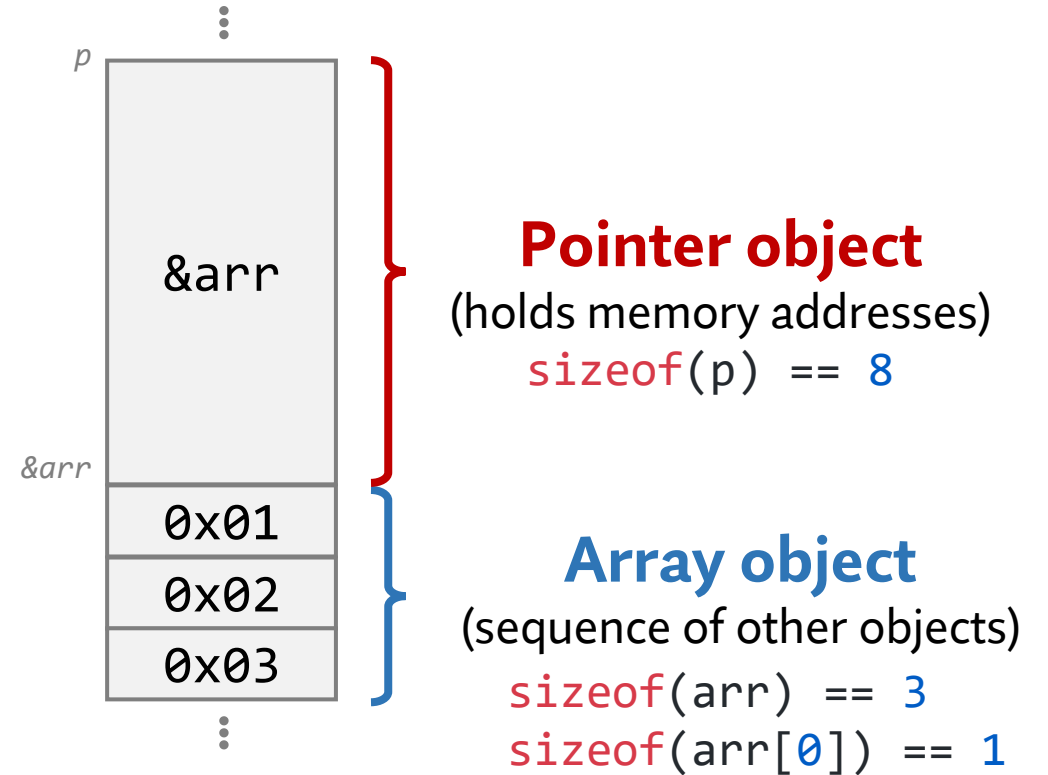 p
&arr
Pointer object
(holds memory addresses)
sizeof(p) == 8
&arr
0x01
0x02
0x03
Array object
(sequence of other objects)
sizeof(arr) == 3
sizeof(arr[0]) == 1